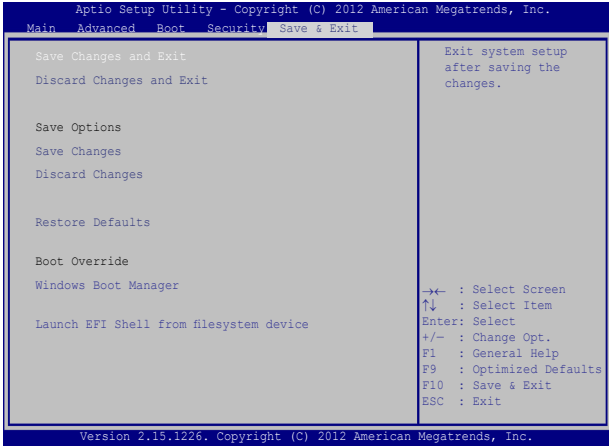 Aptio Setup Utility - Copyright (C) 2012 American Megatrends, Inc.
Main Advanced Boot Security Save & Exit
Save Changes and Exit
Discard Changes and Exit
Save Options
Save Changes
Discard Changes
Restore Defaults
Boot Override
Windows Boot Manager
Launch EFI Shell from filesystem device
Exit system setup
after saving the
changes.
→← : Select Screen
↑↓ : Select Item
Enter: Select
+/— : Change Opt.
F1 : General Help
F9 : Optimized Defaults
F10 : Save & Exit
ESC : Exit
Version 2.15.1226. Copyright (C) 2012 American Megatrends, Inc.